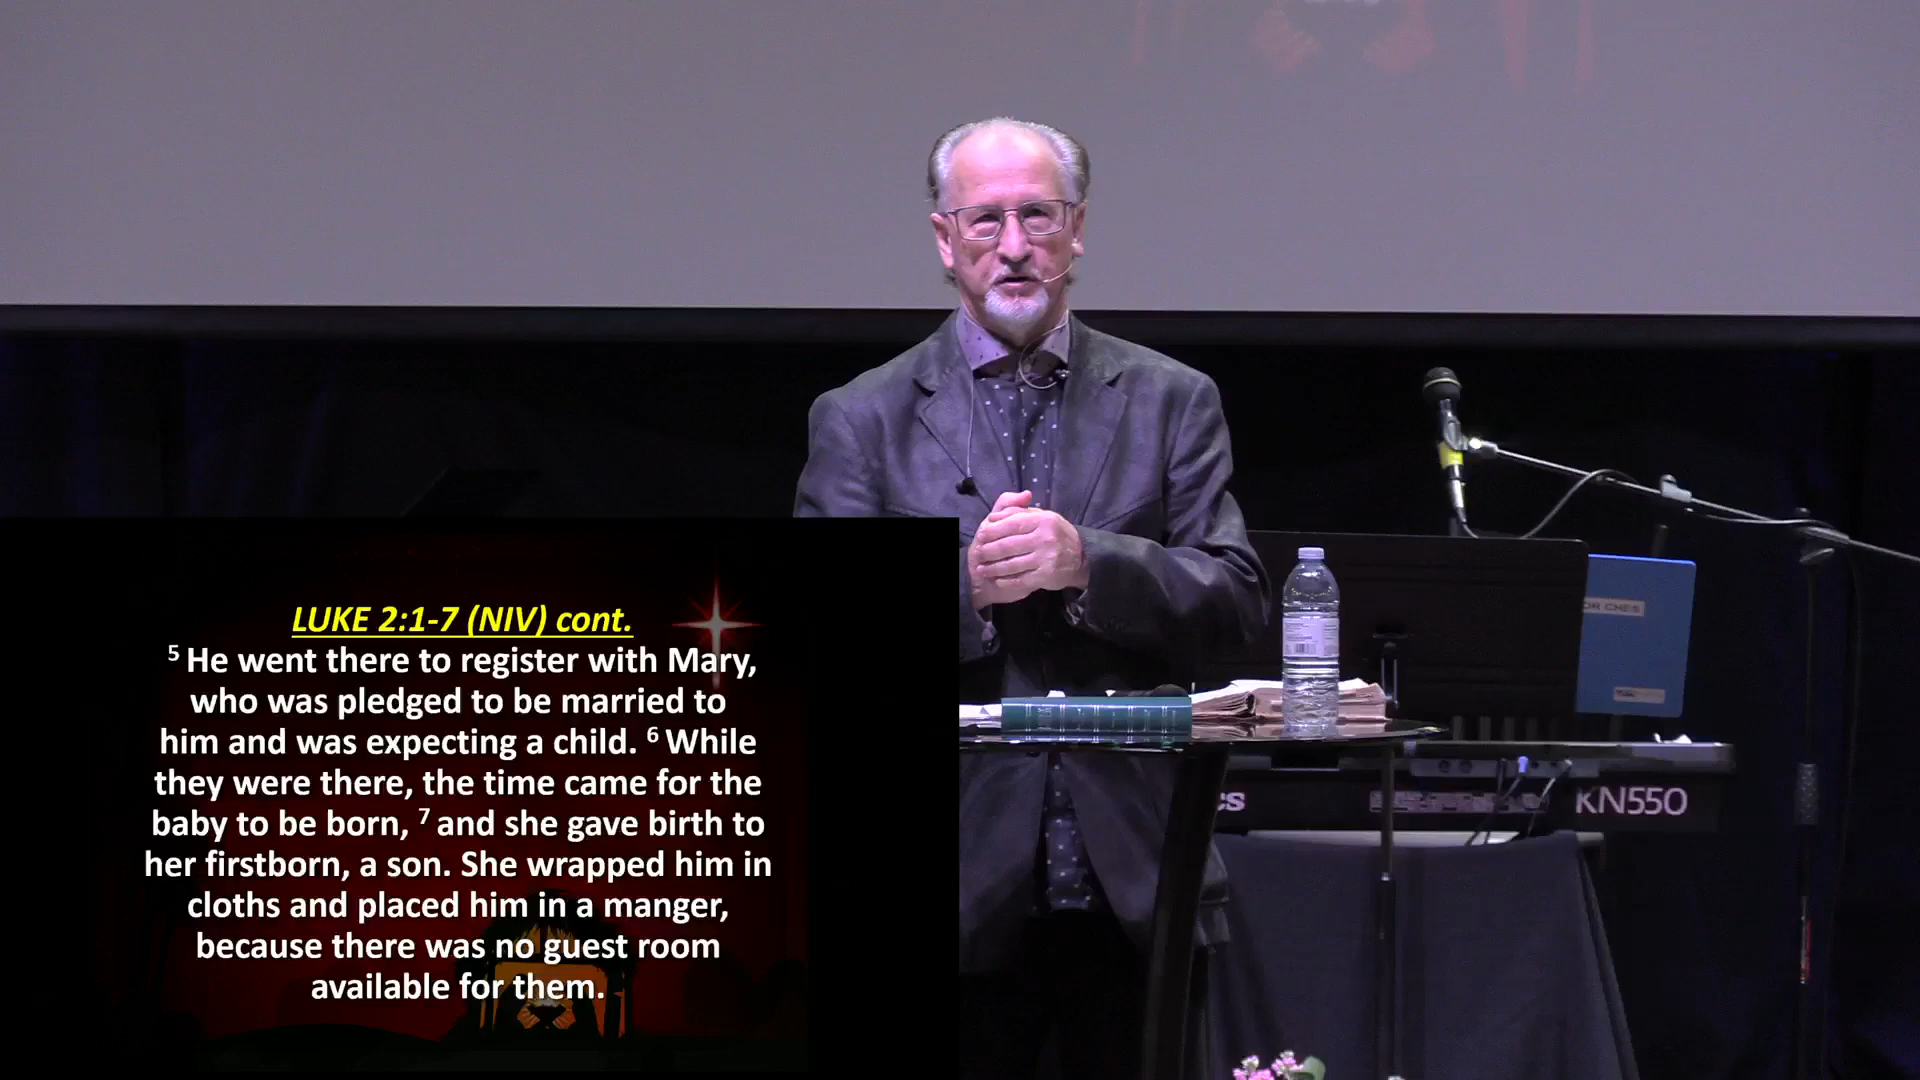 LUKE 2:1-7 (NIV) cont.
5 He went there to register with Mary,
who was pledged to be married to
him and was expecting a child. 6 While
they were there, the time came for the
baby to be born, 7 and she gave birth to
her firstborn, a son. She wrapped him in
cloths and placed him in a manger,
because there was no guest room
available for them.
OR CHES
cs
KN550